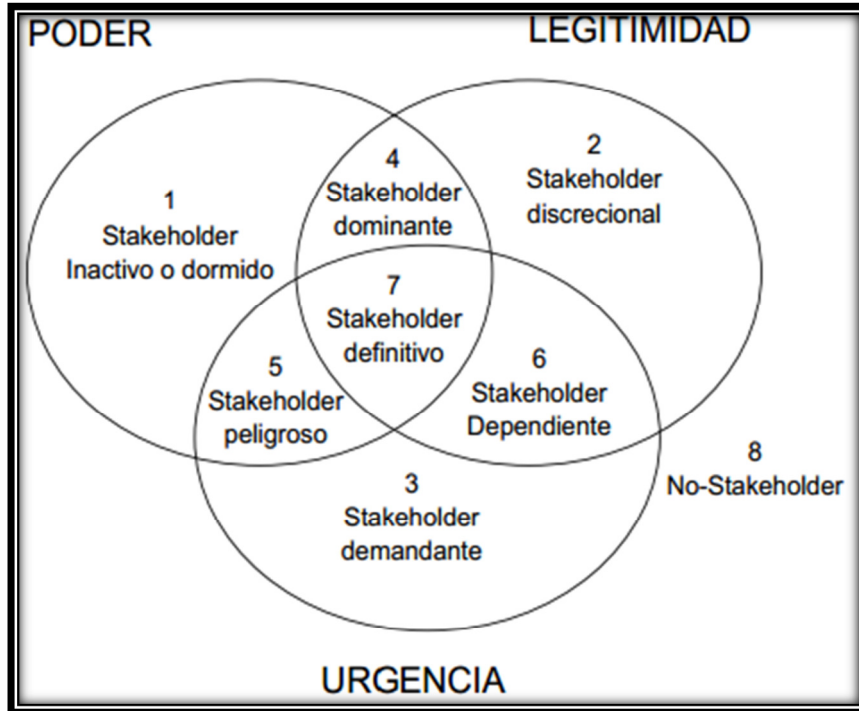 PODER
LEGITIMIDAD
1
Stakeholder
Inactivo o dormido
4
Stakeholder
dominante
2
Stakeholder
discrecional
7
Stakeholder
definitivo
5
Stakeholder
peligroso
6
Stakeholder
Dependiente
3
Stakeholder
demandante
8
No-Stakeholder
URGENCIA